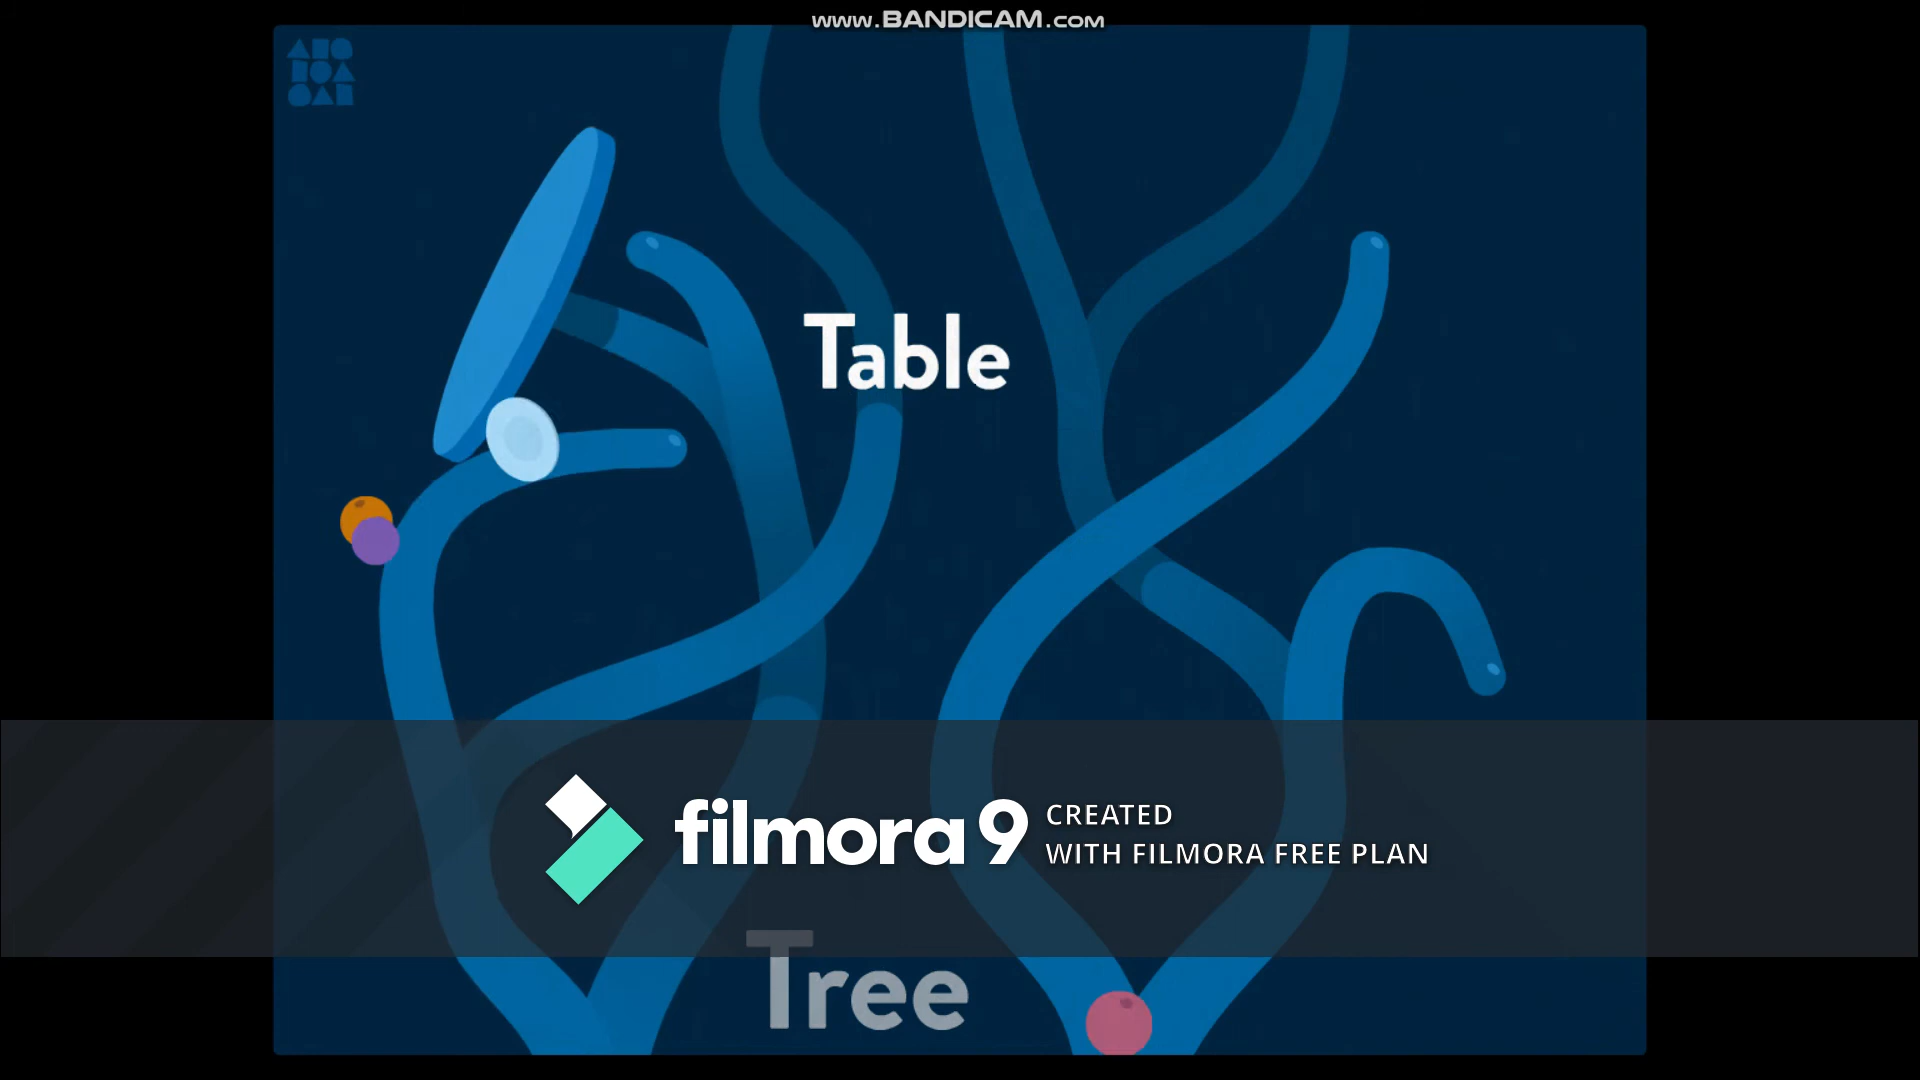 www.BANDICAM.com
Table
filmora9
CREATED
WITH FILMORA FREE PLAN
Tree